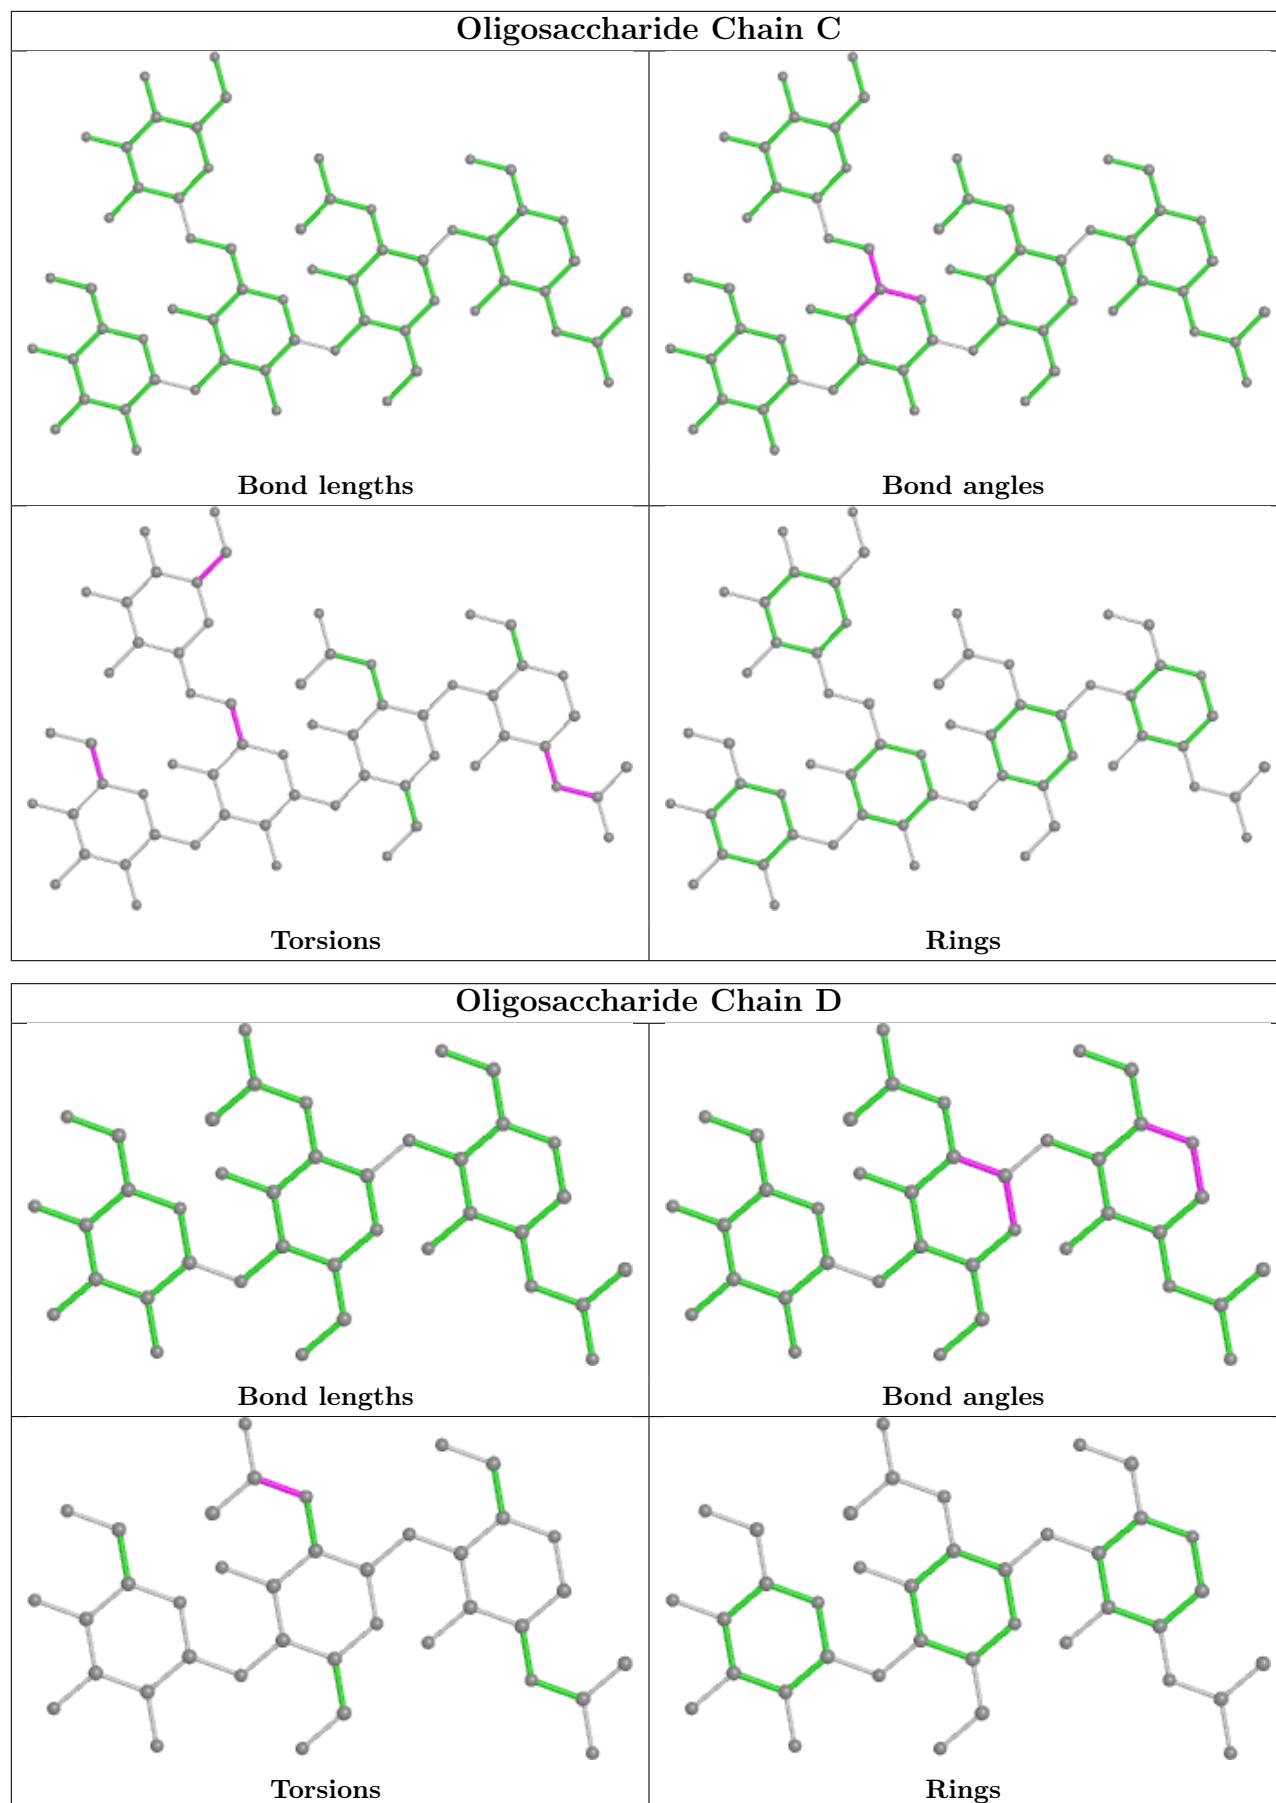 Oligosaccharide Chain C
Bond lengths
Bond angles
Torsions
Rings
Oligosaccharide Chain D
Bond lengths
Bond angles
Torsions
Rings